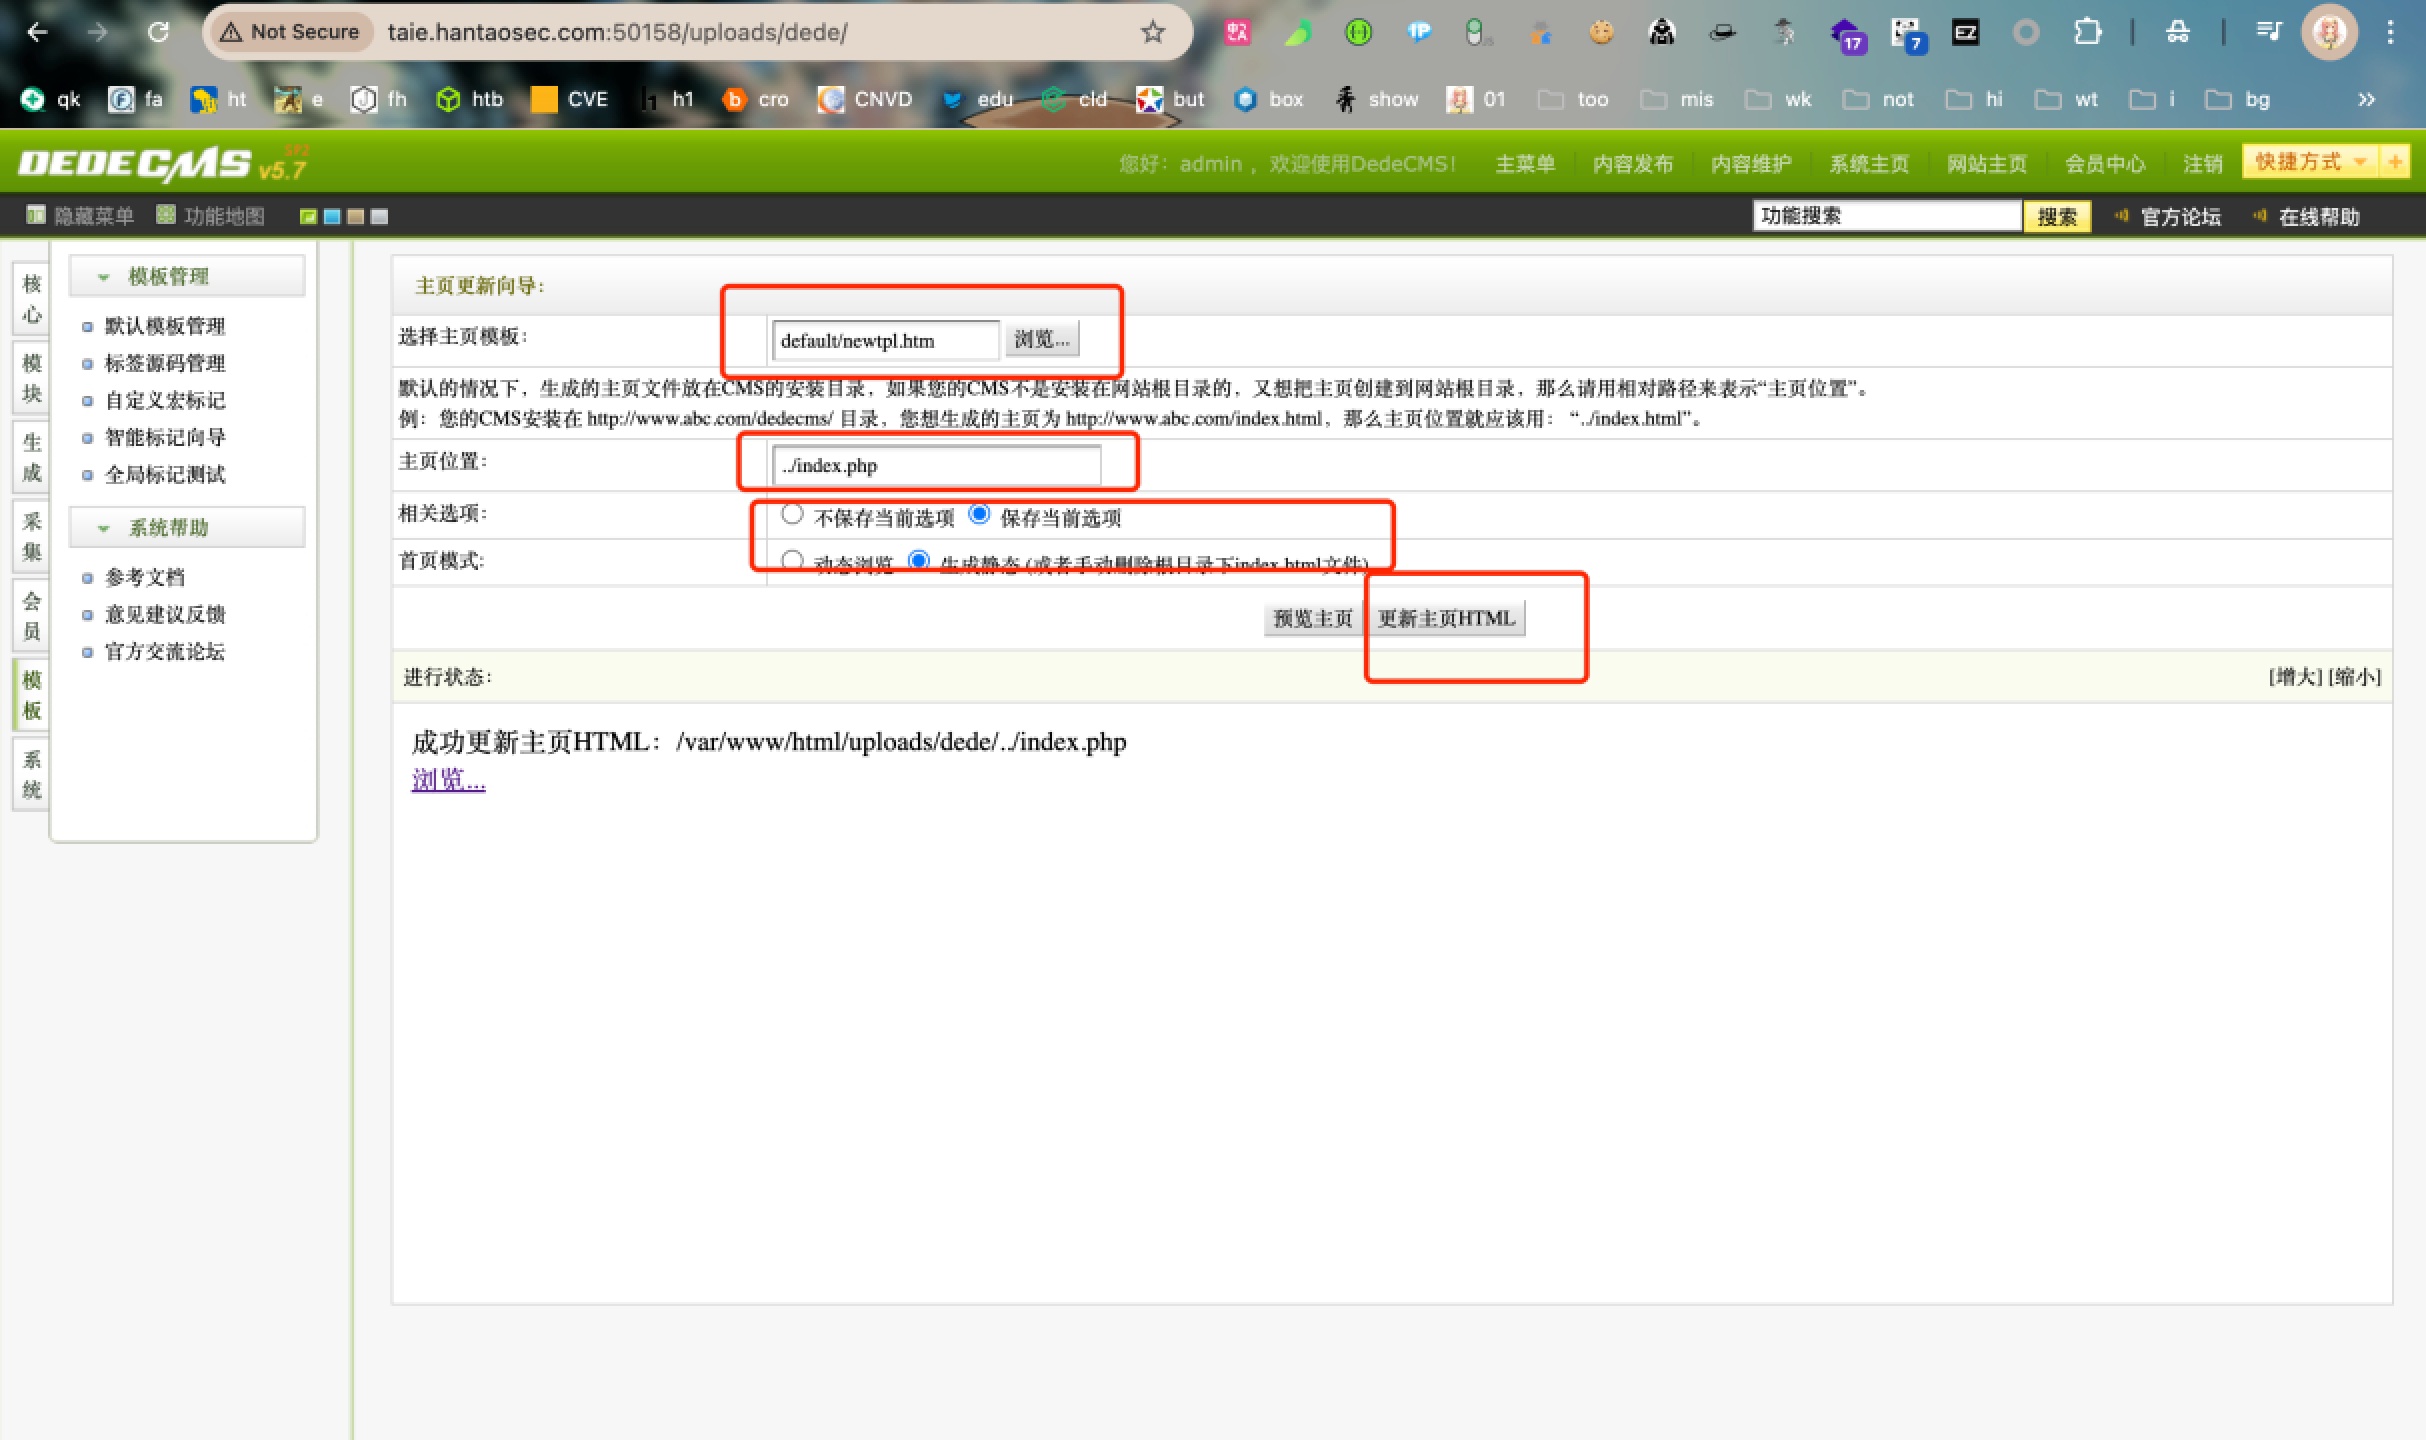 Not Secure taie.hantaosec.com:50158/uploads/dede/ 17 7 EZ
qk fa ht e fh htb CVE h1 cro CNVD edu cld but box show 01 too mis wk not hi wt i bg »
DEDECMS v5.7 SP2 您好：admin ，欢迎使用DedeCMS！ 主菜单 内容发布 内容维护 系统主页 网站主页 会员中心 注销 快捷方式 +
隐藏菜单 功能地图 功能搜索 搜索 官方论坛 在线帮助
核心
模块
生成
采集
会员
模板
系统
模板管理
默认模板管理
标签源码管理
自定义宏标记
智能标记向导
全局标记测试
系统帮助
参考文档
意见建议反馈
官方交流论坛
主页更新向导：
选择主页模板： default/newtpl.htm 浏览...
默认的情况下，生成的主页文件放在CMS的安装目录，如果您的CMS不是安装在网站根目录的，又想把主页创建到网站根目录，那么请用相对路径来表示“主页位置”。
例：您的CMS安装在 http://www.abc.com/dedecms/ 目录，您想生成的主页为 http://www.abc.com/index.html，那么主页位置就应该用： “../index.html”。
主页位置： ../index.php
相关选项： 不保存当前选项 保存当前选项
首页模式: 动态浏览 生成静态 (或者手动删除根目录下index.html文件)
预览主页 更新主页HTML
进行状态： [增大] [缩小]
成功更新主页HTML：/var/www/html/uploads/dede/../index.php
浏览...